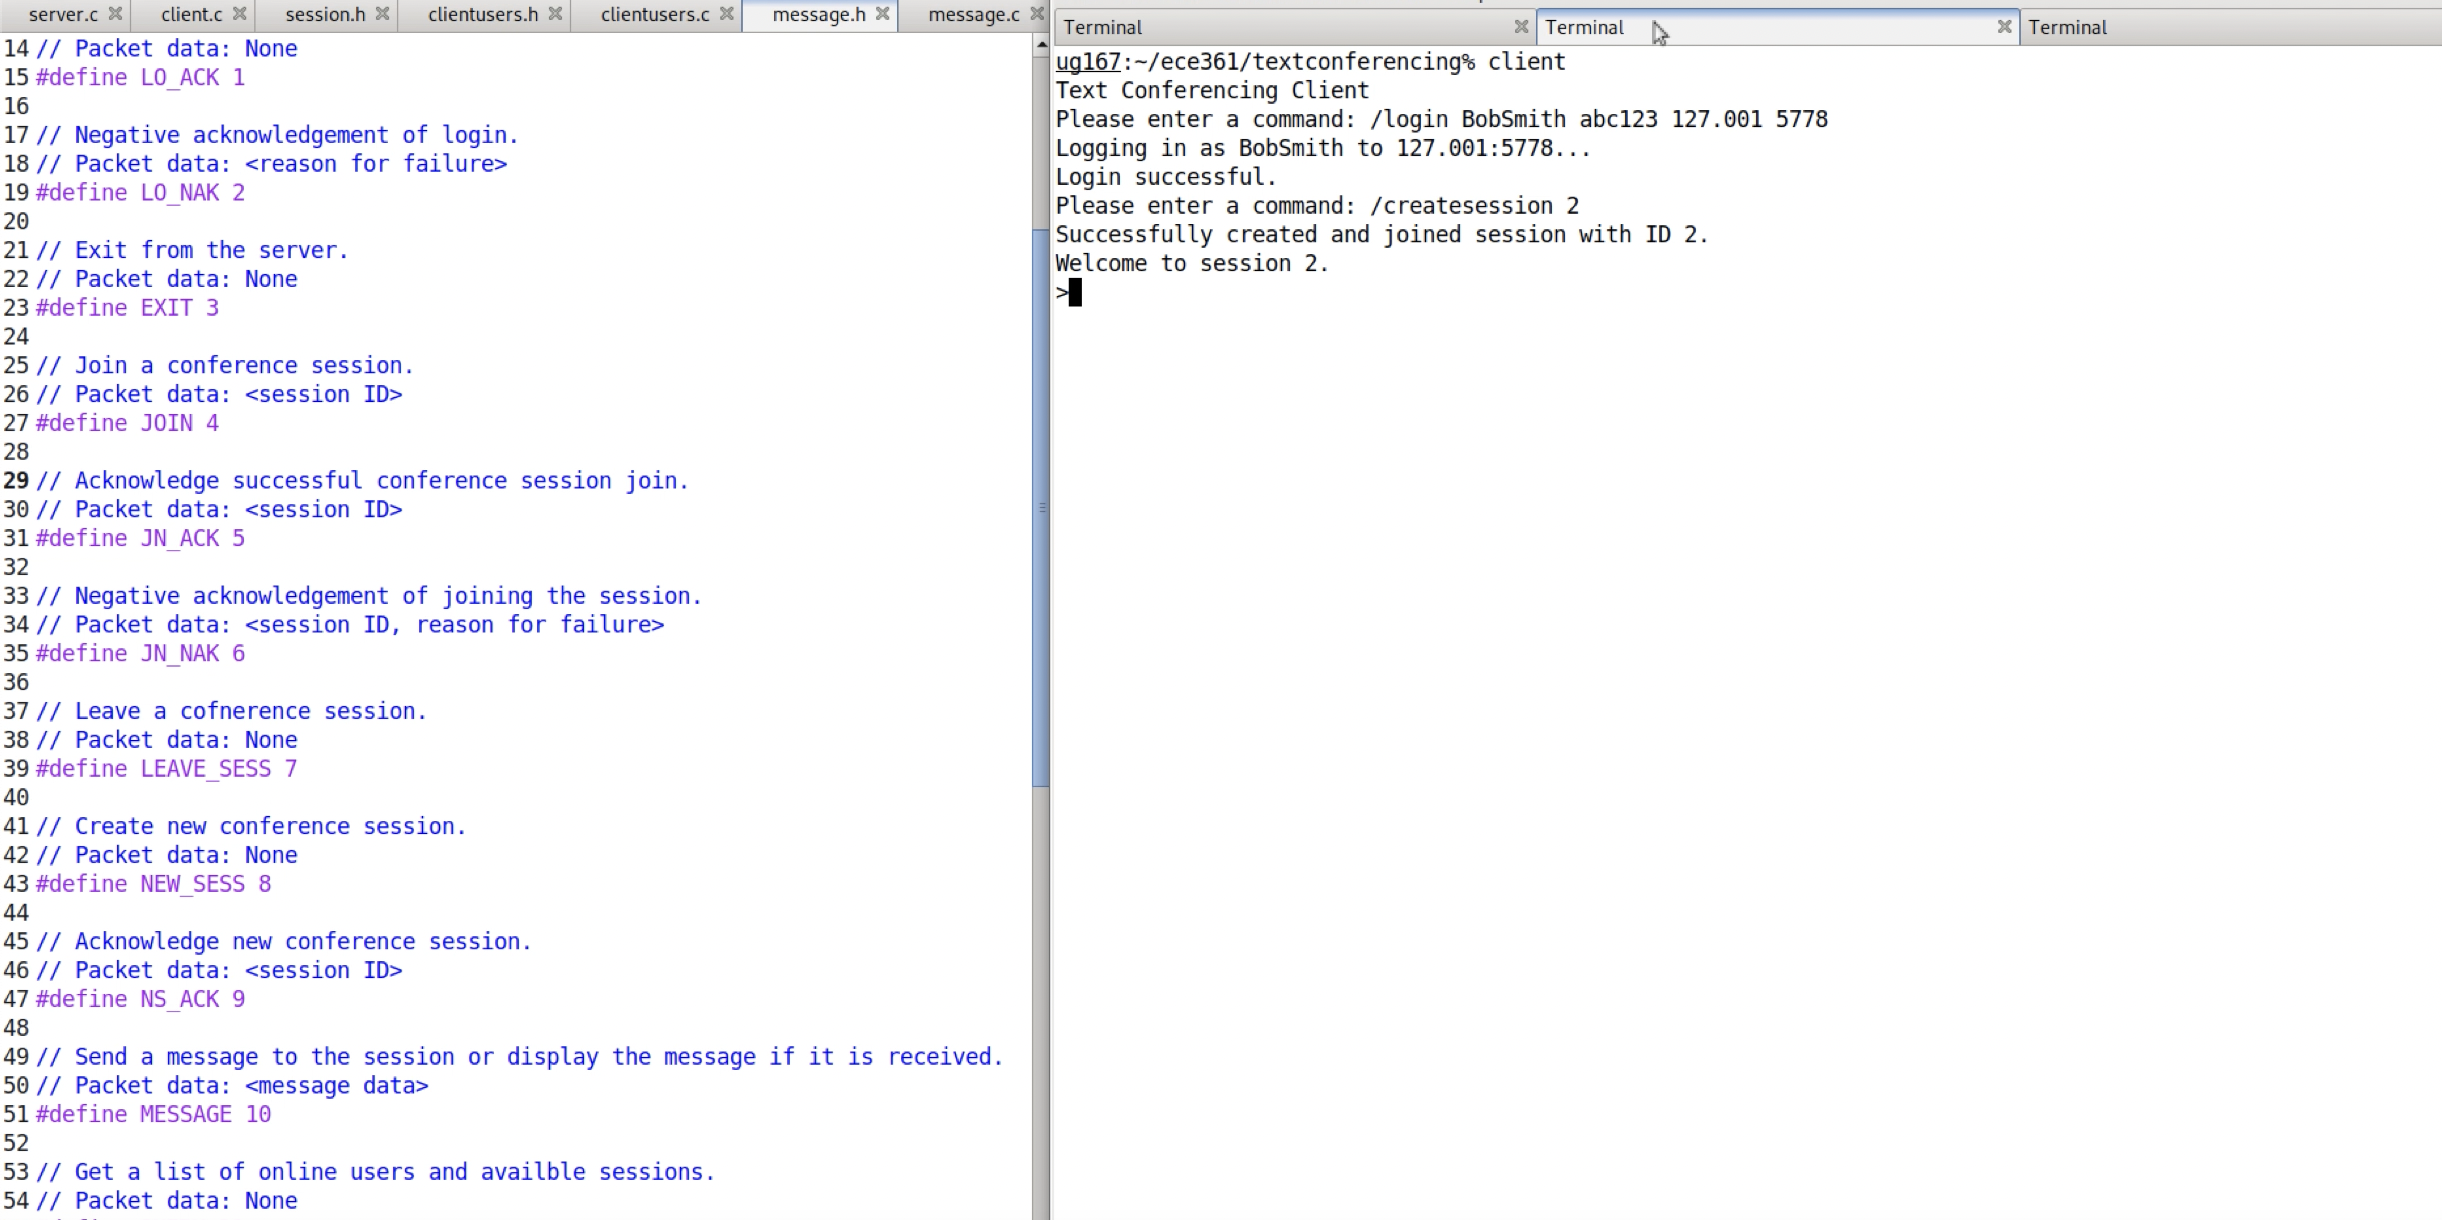 server.c client.c session.h clientusers.h clientusers.c message.h message.c
14 // Packet data: None
15 #define LO_ACK 1
16
17 // Negative acknowledgement of login.
18 // Packet data: <reason for failure>
19 #define LO_NAK 2
20
21 // Exit from the server.
22 // Packet data: None
23 #define EXIT 3
24
25 // Join a conference session.
26 // Packet data: <session ID>
27 #define JOIN 4
28
29 // Acknowledge successful conference session join.
30 // Packet data: <session ID>
31 #define JN_ACK 5
32
33 // Negative acknowledgement of joining the session.
34 // Packet data: <session ID, reason for failure>
35 #define JN_NAK 6
36
37 // Leave a cofnerence session.
38 // Packet data: None
39 #define LEAVE_SESS 7
40
41 // Create new conference session.
42 // Packet data: None
43 #define NEW_SESS 8
44
45 // Acknowledge new conference session.
46 // Packet data: <session ID>
47 #define NS_ACK 9
48
49 // Send a message to the session or display the message if it is received.
50 // Packet data: <message data>
51 #define MESSAGE 10
52
53 // Get a list of online users and availble sessions.
54 // Packet data: None
Terminal Terminal Terminal
ug167:~/ece361/textconferencing% client
Text Conferencing Client
Please enter a command: /login BobSmith abc123 127.001 5778
Logging in as BobSmith to 127.001:5778...
Login successful.
Please enter a command: /createsession 2
Successfully created and joined session with ID 2.
Welcome to session 2.
>